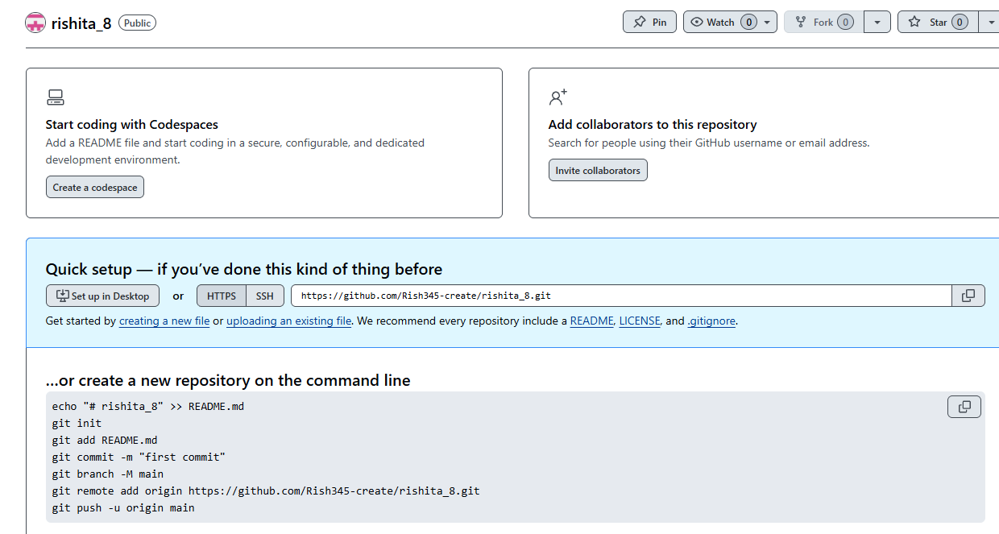 rishita_8 Public Pin Watch 0 Fork 0 Star 0
Start coding with Codespaces
Add a README file and start coding in a secure, configurable, and dedicated
development environment.
Create a codespace
Add collaborators to this repository
Search for people using their GitHub username or email address.
Invite collaborators
Quick setup — if you’ve done this kind of thing before
Set up in Desktop or HTTPS SSH https://github.com/Rish345-create/rishita_8.git
Get started by creating a new file or uploading an existing file. We recommend every repository include a README, LICENSE, and .gitignore.
…or create a new repository on the command line
echo "# rishita_8" >> README.md
git init
git add README.md
git commit -m "first commit"
git branch -M main
git remote add origin https://github.com/Rish345-create/rishita_8.git
git push -u origin main